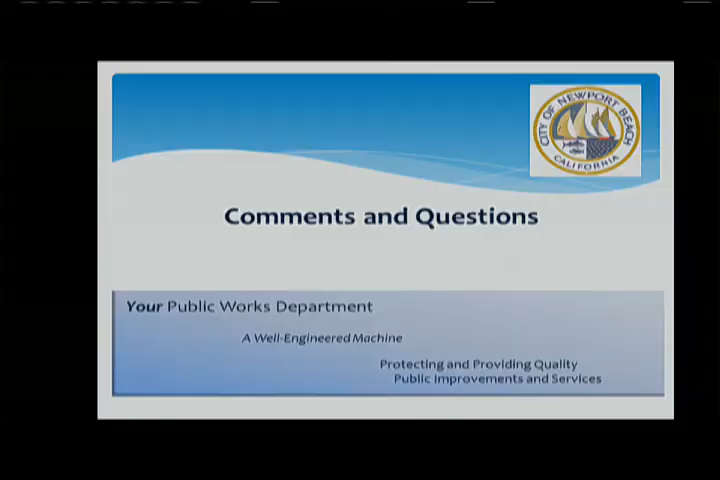 CITY OF NEWPORT BEACH
CALIFORNIA
Comments and Questions
Your Public Works Department
A Well-Engineered Machine
Protecting and Providing Quality
Public Improvements and Services